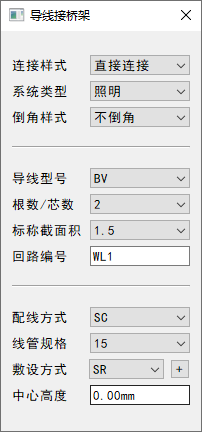 导线接桥架
连接样式 直接连接
系统类型 照明
倒角样式 不倒角
导线型号 BV
根数/芯数 2
标称截面积 1.5
回路编号 WL1
配线方式 SC
线管规格 15
敷设方式 SR +
中心高度 0.00mm